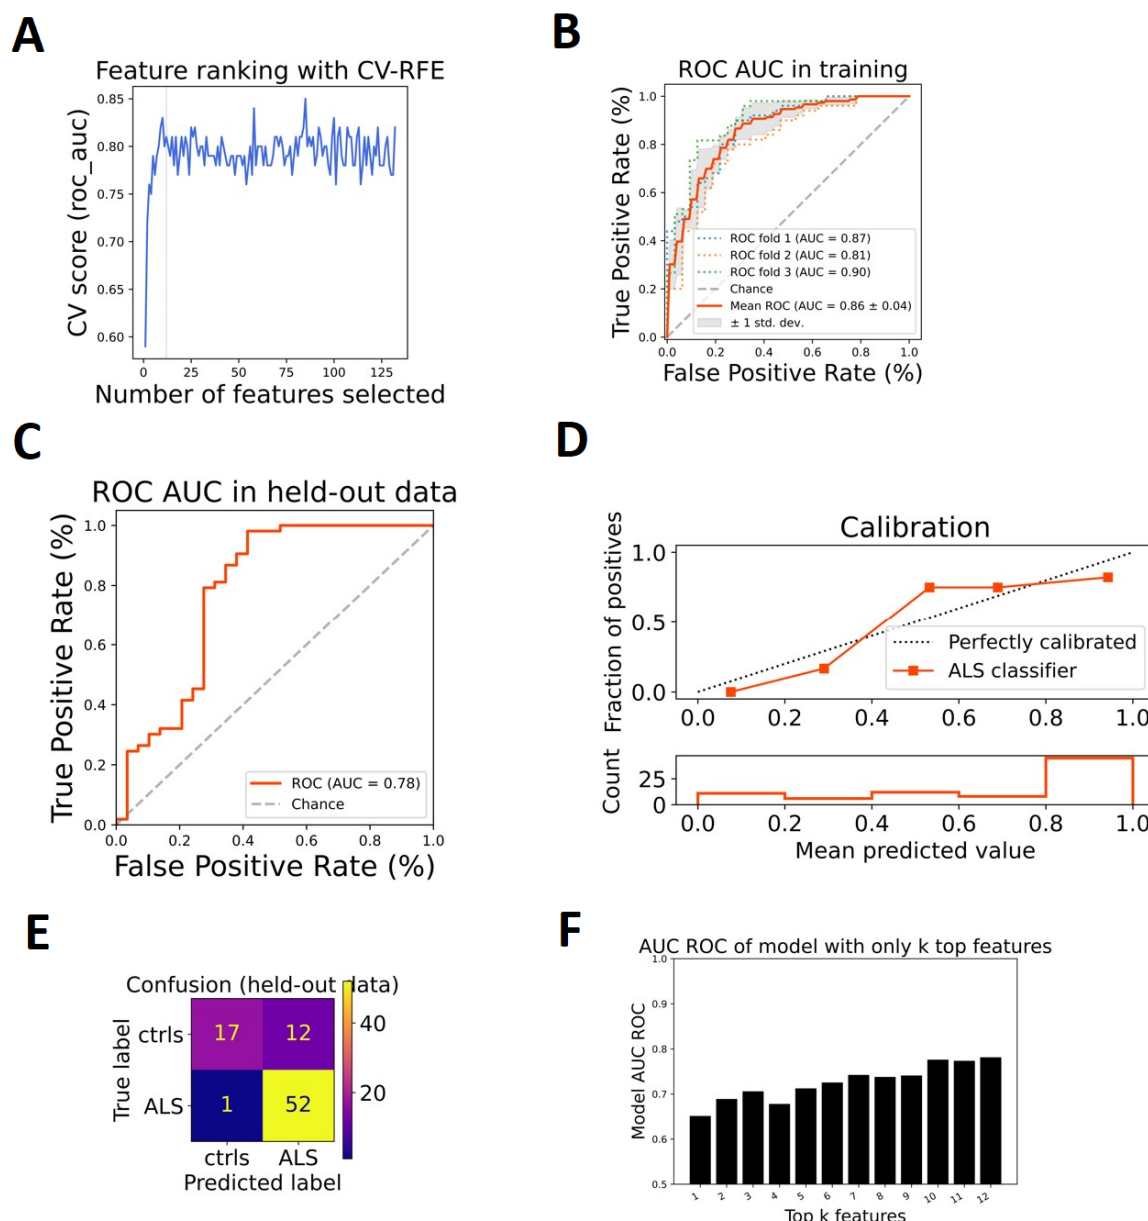 A
Feature ranking with CV-RFE
CV score (roc_auc)
0.85
0.80
0.75
0.70
0.65
0.60
0 25 50 75 100 125
Number of features selected
B
ROC AUC in training
True Positive Rate (%)
1.0
0.8
0.6
0.4
0.2
0.0
ROC fold 1 (AUC = 0.87)
ROC fold 2 (AUC = 0.81)
ROC fold 3 (AUC = 0.90)
Chance
Mean ROC (AUC = 0.86 ± 0.04)
± 1 std. dev.
0.0 0.2 0.4 0.6 0.8 1.0
False Positive Rate (%)
C
ROC AUC in held-out data
True Positive Rate (%)
1.0
0.8
0.6
0.4
0.2
0.0
ROC (AUC = 0.78)
Chance
0.0 0.2 0.4 0.6 0.8 1.0
False Positive Rate (%)
D
Calibration
Fraction of positives
1.0
0.5
0.0
Perfectly calibrated
ALS classifier
0.0 0.2 0.4 0.6 0.8 1.0
Count
25
0
0.0 0.2 0.4 0.6 0.8 1.0
Mean predicted value
E
Confusion (held-out data)
True label
ctrls 17 12
ALS 1 52
ctrls ALS
Predicted label
40
20
F
AUC ROC of model with only k top features
Model AUC ROC
1.0
0.9
0.8
0.7
0.6
0.5
1 2 3 4 5 6 7 8 9 10 11 12
Top k features